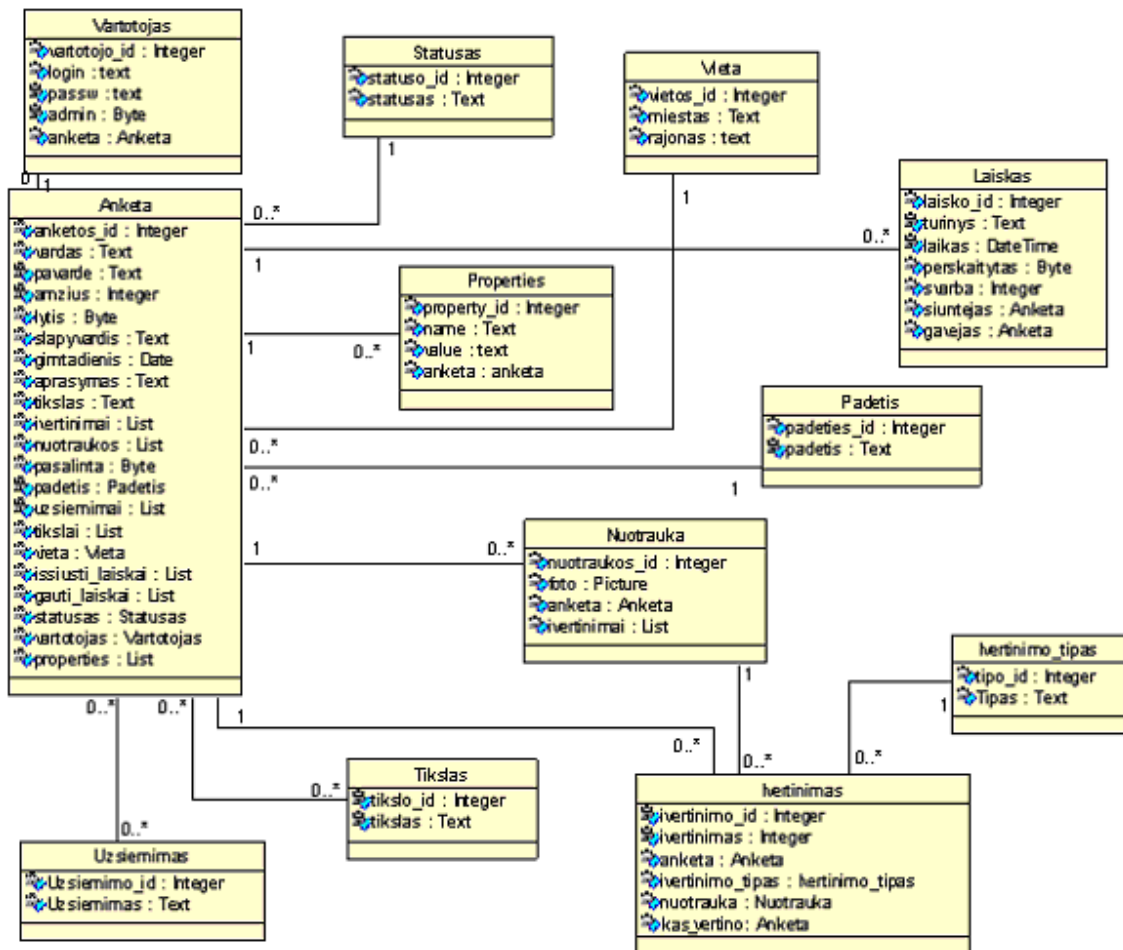 Vartotojas
vartotojo_id : Integer
login : text
passw : text
admin : Byte
anketa : Anketa
0
1
Statusas
statuso_id : Integer
statusas : Text
1
0..*
Vieta
vietos_id : Integer
miestas : Text
rajonas : text
1
0..*
Laiskas
laisko_id : Integer
turinys : Text
laikas : DateTime
perskaitytas : Byte
svarba : Integer
siuntejas : Anketa
gavejas : Anketa
0..*
1
Anketa
anketos_id : Integer
vardas : Text
pavarde : Text
amzius : Integer
lytis : Byte
slapyvardis : Text
gimtadienis : Date
aprasymas : Text
tikslas : Text
ivertinimai : List
nuotraukos : List
pasalinta : Byte
padetis : Padetis
uzsiemimai : List
tikslai : List
vieta : Vieta
issiusti_laiskai : List
gauti_laiskai : List
statusas : Statusas
vartotojas : Vartotojas
properties : List
Properties
property_id : Integer
name : Text
value : text
anketa : anketa
1
0..*
Padetis
padeties_id : Integer
padetis : Text
0..*
1
Nuotrauka
nuotraukos_id : Integer
foto : Picture
anketa : Anketa
ivertinimai : List
1
0..*
1
0..*
Ivertinimo_tipas
tipo_id : Integer
Tipas : Text
1
0..*
0..*
0..*
1
0..*
Tikslas
tikslo_id : Integer
tikslas : Text
0..*
Ivertinimas
ivertinimo_id : Integer
ivertinimas : Integer
anketa : Anketa
ivertinimo_tipas : Ivertinimo_tipas
nuotrauka : Nuotrauka
kas_vertino: Anketa
0..*
Uzsiemimas
Uzsiemimo_id : Integer
Uzsiemimas : Text